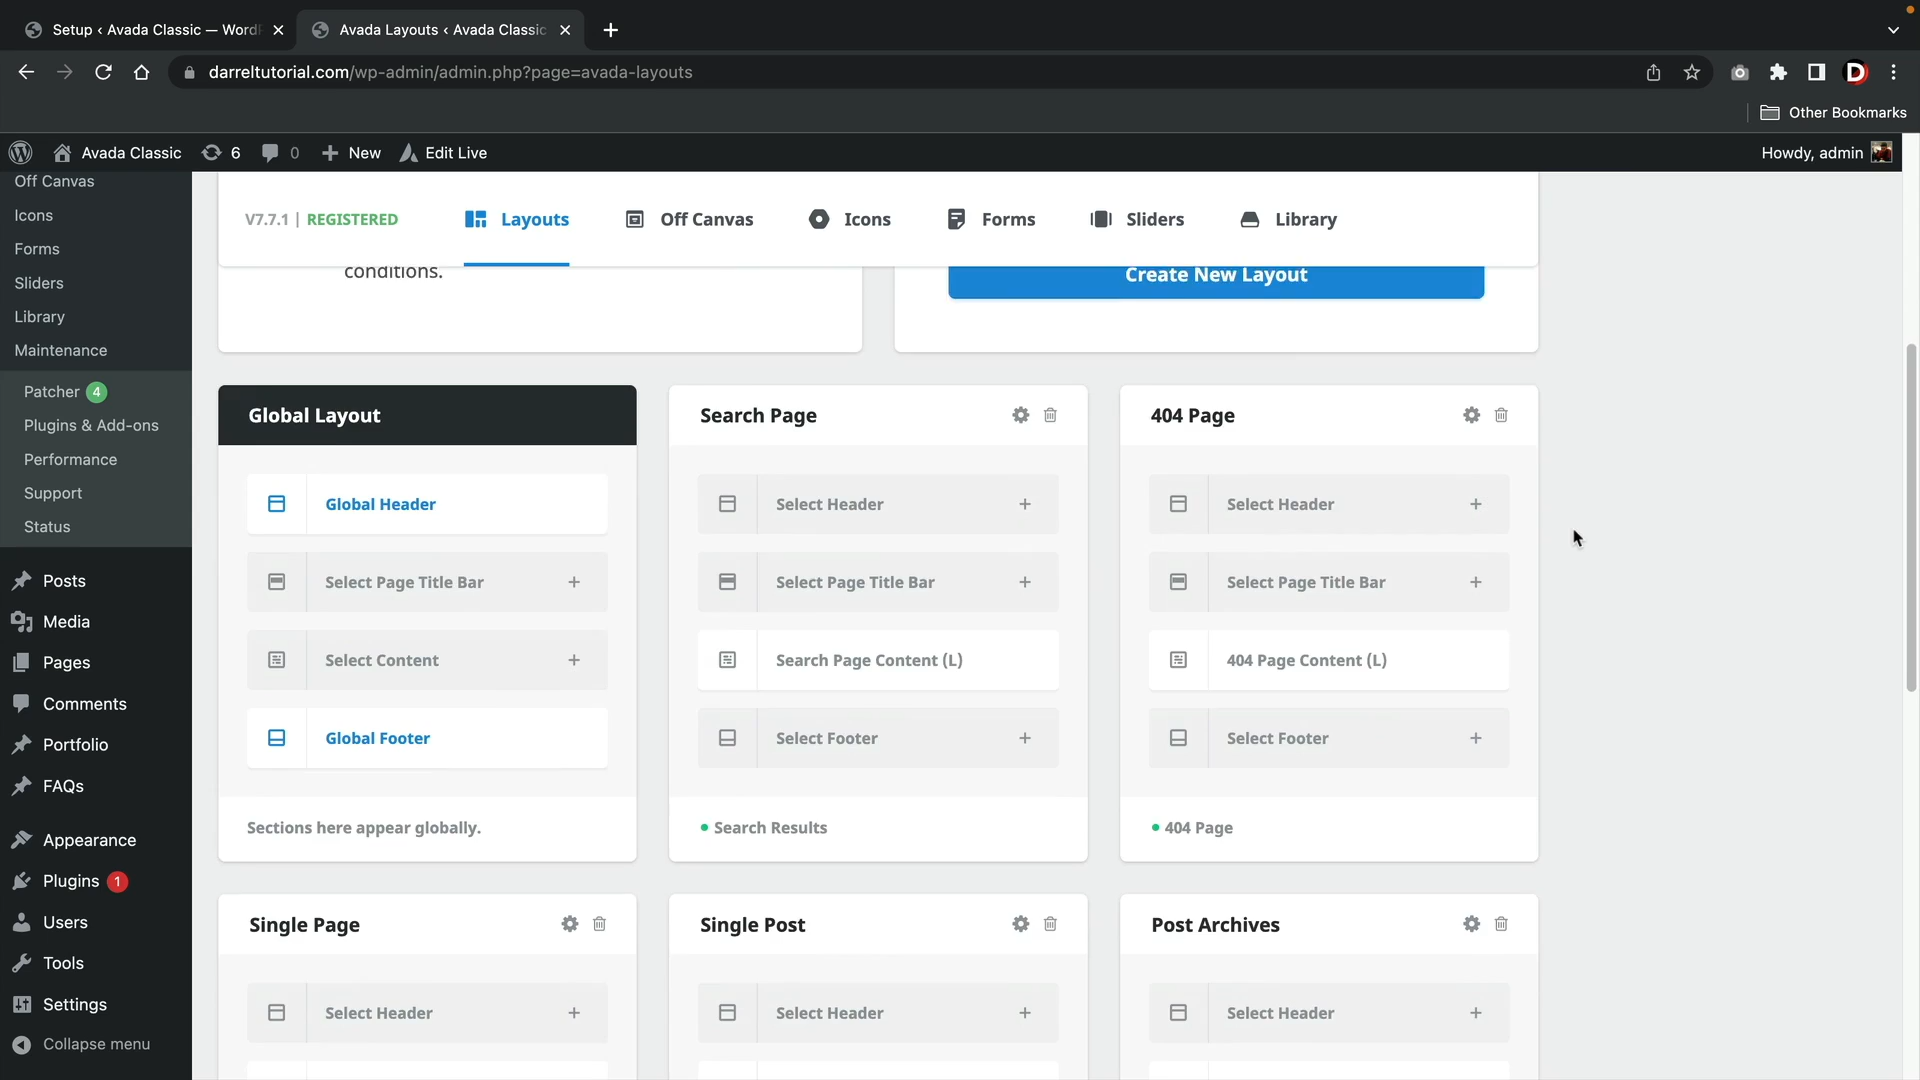 Setup ‹ Avada Classic — Word
Avada Layouts ‹ Avada Classic
darreltutorial.com/wp-admin/admin.php?page=avada-layouts
Other Bookmarks
Avada Classic
6
0
New
Edit Live
Howdy, admin
Off Canvas
Icons
Forms
Sliders
Library
Maintenance
Patcher 4
Plugins & Add-ons
Performance
Support
Status
Posts
Media
Pages
Comments
Portfolio
FAQs
Appearance
Plugins 1
Users
Tools
Settings
Collapse menu
V7.7.1 | REGISTERED
Layouts
Off Canvas
Icons
Forms
Sliders
Library
conditions.
Create New Layout
Global Layout
Global Header
Select Page Title Bar
Select Content
Global Footer
Sections here appear globally.
Search Page
Select Header
Select Page Title Bar
Search Page Content (L)
Select Footer
Search Results
404 Page
Select Header
Select Page Title Bar
404 Page Content (L)
Select Footer
404 Page
Single Page
Select Header
Single Post
Select Header
Post Archives
Select Header